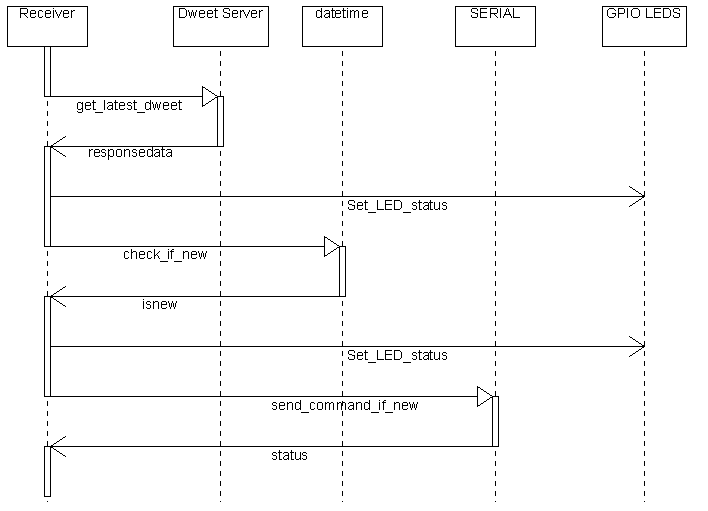 Receiver
Dweet Server
datetime
SERIAL
GPIO LEDS
get_latest_dweet
responsedata
Set_LED_status
check_if_new
isnew
Set_LED_status
send_command_if_new
status